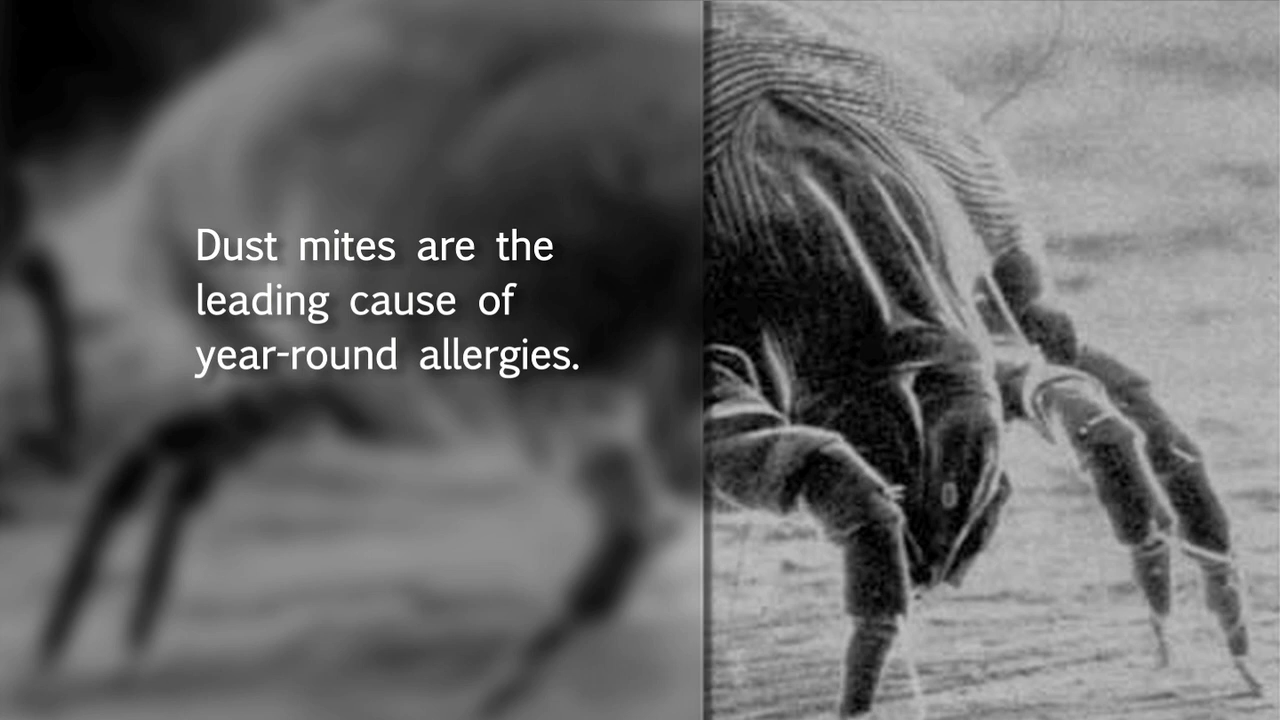 Dust mites are the
leading cause of
year-round allergies.